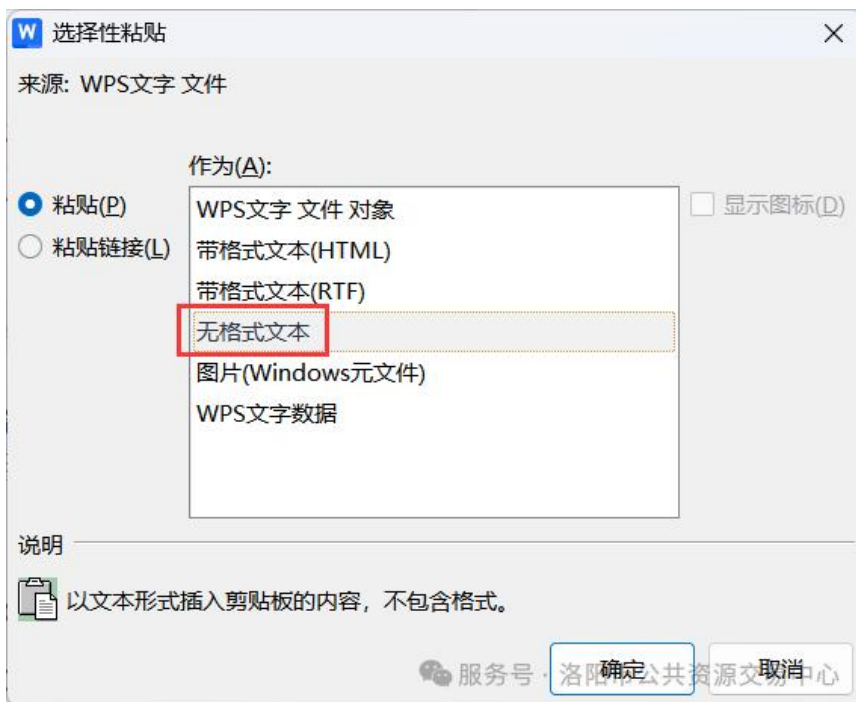 W 选择性粘贴
来源: WPS文字 文件
作为(A):
粘贴(P)
粘贴链接(L)
WPS文字 文件 对象
带格式文本(HTML)
带格式文本(RTF)
无格式文本
图片(Windows元文件)
WPS文字数据
显示图标(D)
说明
以文本形式插入剪贴板的内容，不包含格式。
确定
取消
服务号 · 洛阳市公共资源交易中心